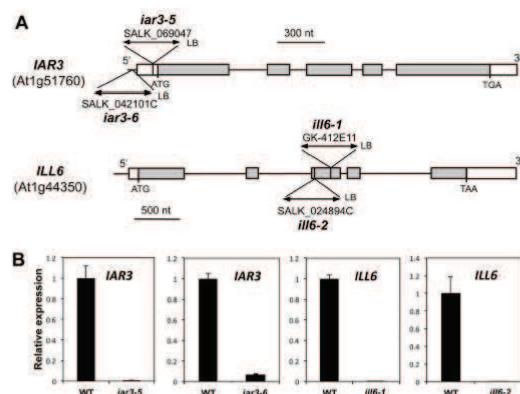 A
iar3-5
SALK_069047
LB
300 nt
IAR3
(At1g51760)
5'
3'
ATG
TGA
SALK_042101C
LB
iar3-6
ill6-1
GK-412E11
LB
ILL6
(At1g44350)
5'
3'
ATG
TAA
500 nt
SALK_024894C
LB
ill6-2
B
Relative expression
1.2
1
0.8
0.6
0.4
0.2
0
IAR3
WT iar3-5
1.2
1
0.8
0.6
0.4
0.2
0
IAR3
WT iar3-6
1.2
1
0.8
0.6
0.4
0.2
0
ILL6
WT ill6-1
1.4
1.2
1
0.8
0.6
0.4
0.2
0
ILL6
WT ill6-2